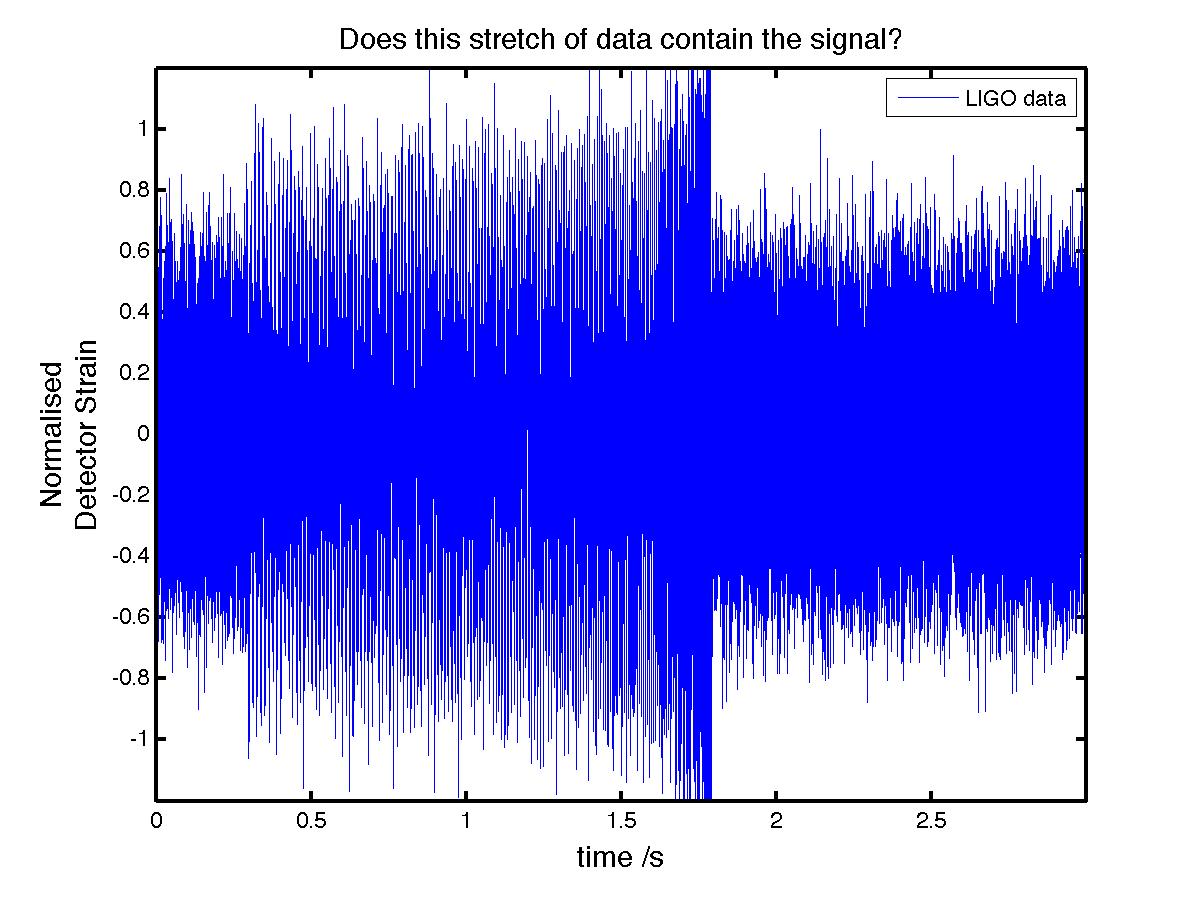 Does this stretch of data contain the signal?
LIGO data
1
0.8
0.6
0.4
0.2
0
-0.2
-0.4
-0.6
-0.8
-1
Normalised
Detector Strain
0 0.5 1 1.5 2 2.5
time /s